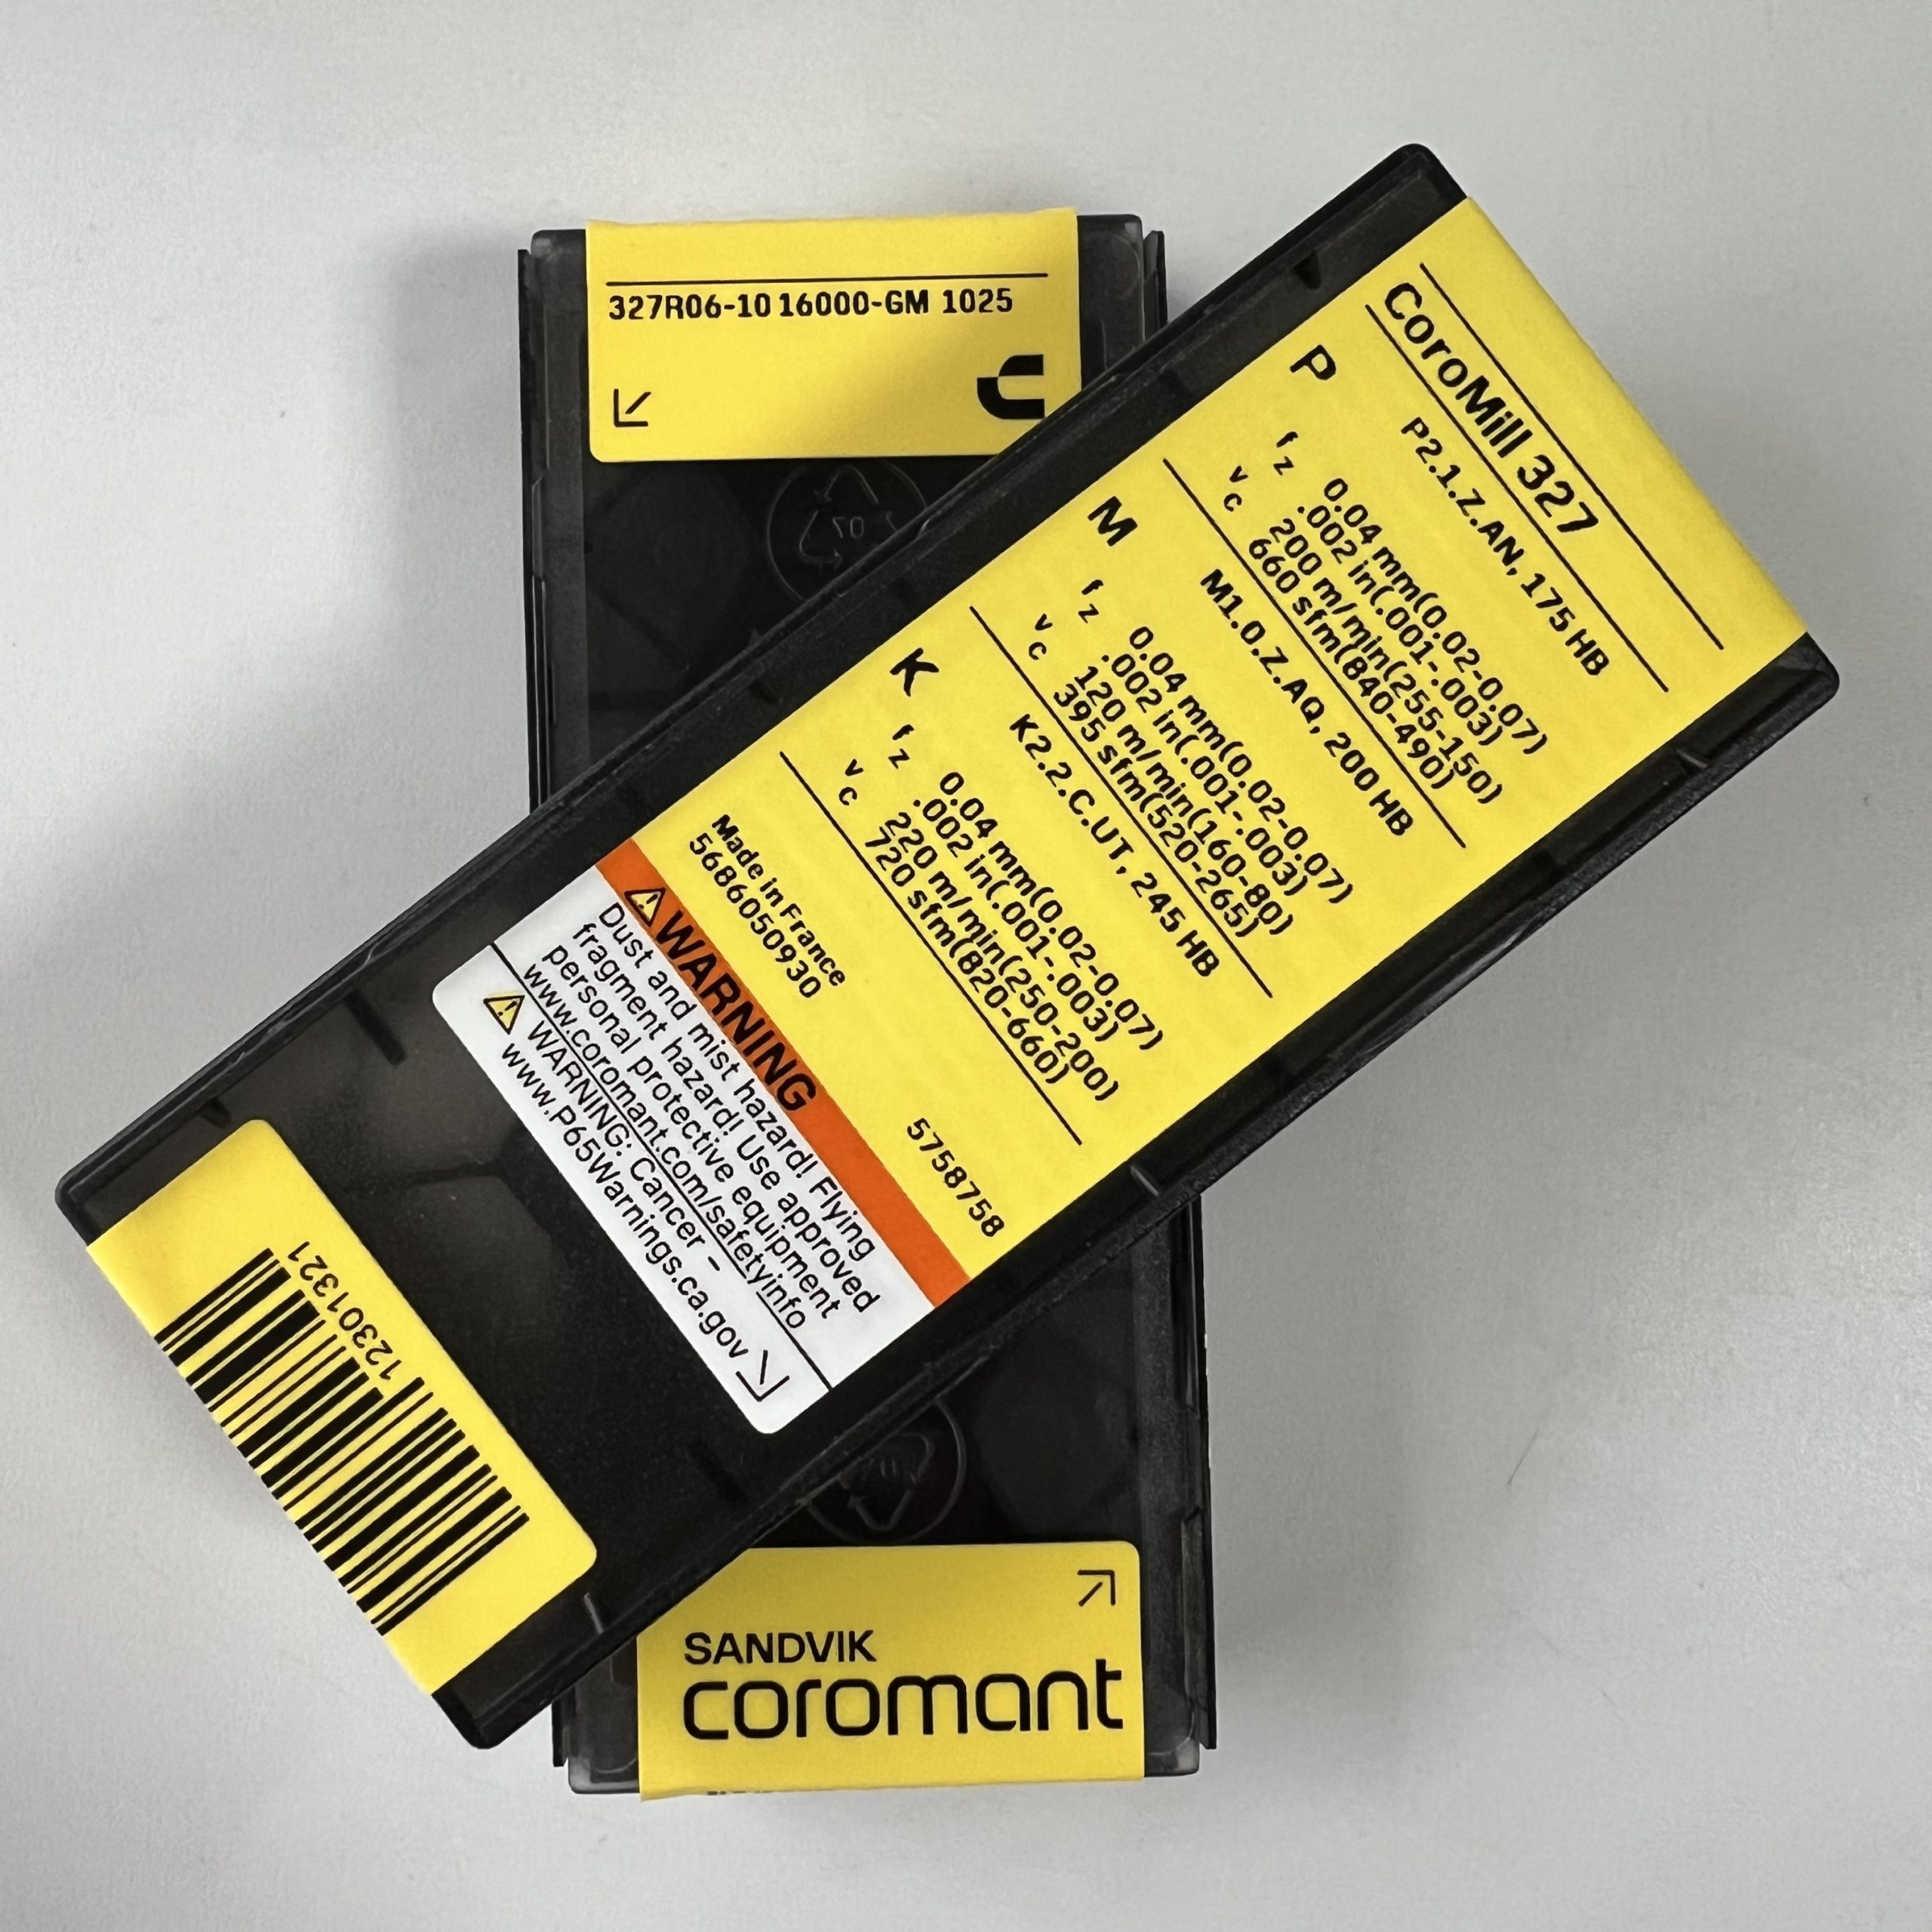 327R06-10 16000-GM 1025
CoroMill 327
P P2.1.Z.AN, 175 HB
fz 0.04 mm(0.02-0.07)
.002 in(.001-.003)
vc 200 m/min(255-150)
660 sfm(840-490)
M M1.0.Z.AQ, 200 HB
fz 0.04 mm(0.02-0.07)
.002 in(.001-.003)
vc 120 m/min(160-80)
395 sfm(520-265)
K K2.2.C.UT, 245 HB
fz 0.04 mm(0.02-0.07)
.002 in(.001-.003)
vc 220 m/min(250-200)
720 sfm(820-660)
Made in France
5686050930 5758758
WARNING
Dust and mist hazard! Flying
fragment hazard! Use approved
personal protective equipment
www.coromant.com/safetyinfo
WARNING: Cancer –
www.P65Warnings.ca.gov
1230 1321
SANDVIK
coromant